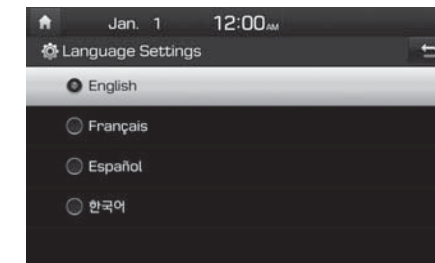 Jan. 1 12:00AM
Language Settings
English
Français
Español
한국어